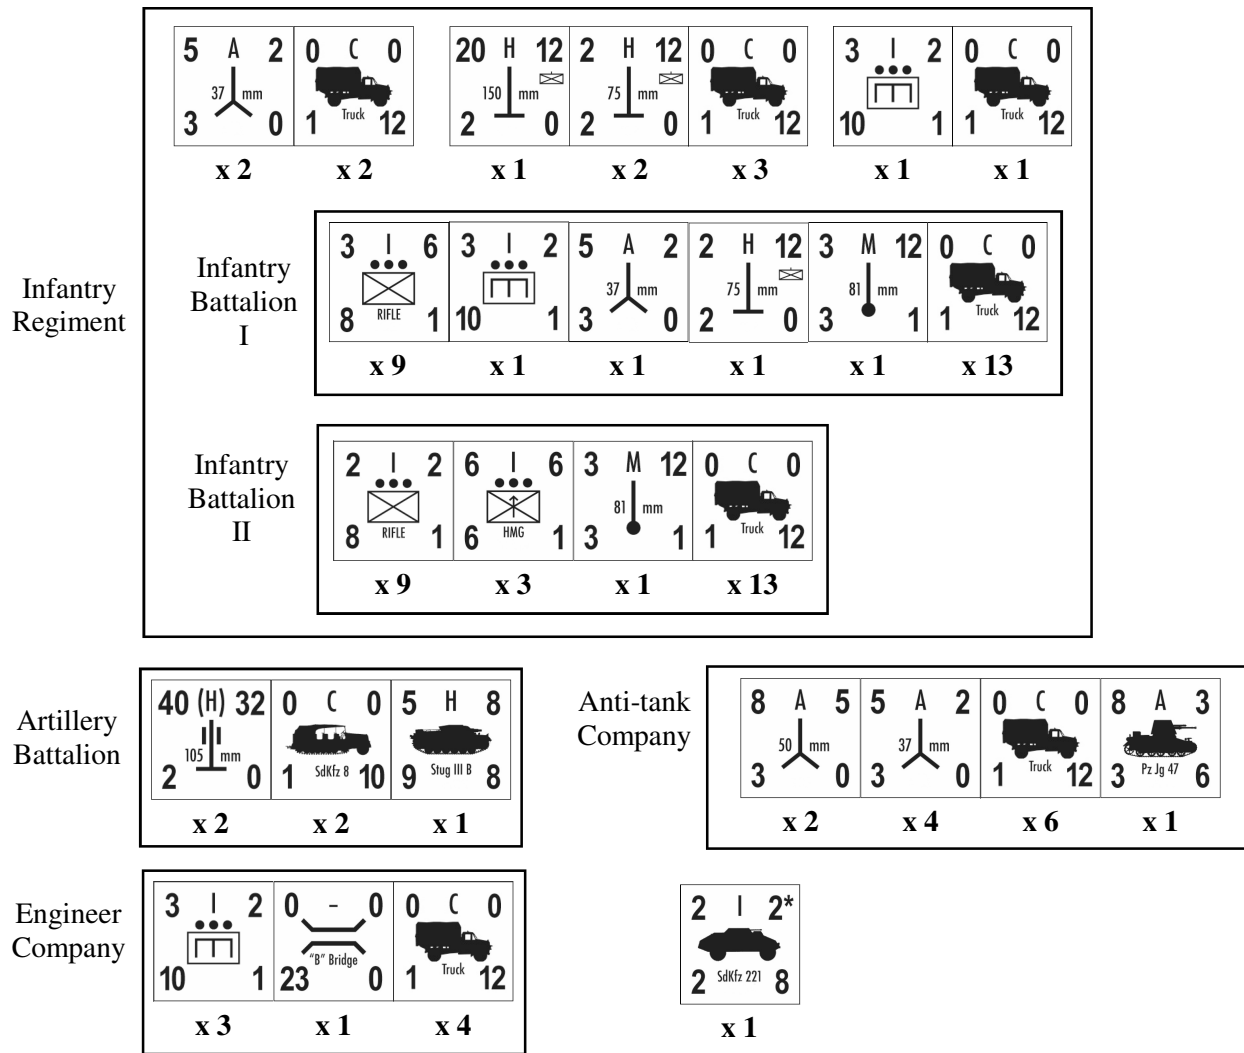 5 A 2 0 C 0 20 H 12 2 H 12 0 C 0 3 I 2 0 C 0
37 mm 150 mm 75 mm
Truck Truck Truck
3 0 1 12 2 0 2 0 1 12 10 1 1 12
x 2 x 2 x 1 x 2 x 3 x 1 x 1
Infantry
Regiment
Infantry
Battalion
I
3 I 6 3 I 2 5 A 2 2 H 12 3 M 12 0 C 0
37 mm 75 mm 81 mm
RIFLE Truck
8 1 10 1 3 0 2 0 3 1 1 12
x 9 x 1 x 1 x 1 x 1 x 13
Infantry
Battalion
II
2 I 2 6 I 6 3 M 12 0 C 0
81 mm
RIFLE HMG Truck
8 1 6 1 3 1 1 12
x 9 x 3 x 1 x 13
Artillery
Battalion
40 (H) 32 0 C 0 5 H 8
105 mm SdKfz 8 Stug III B
2 0 1 10 9 8
x 2 x 2 x 1
Anti-tank
Company
8 A 5 5 A 2 0 C 0 8 A 3
50 mm 37 mm Truck Pz Jg 47
3 0 3 0 1 12 3 6
x 2 x 4 x 6 x 1
Engineer
Company
3 I 2 0 - 0 0 C 0
"B" Bridge Truck
10 1 23 0 1 12
x 3 x 1 x 4
2 I 2*
SdKfz 221
2 8
x 1